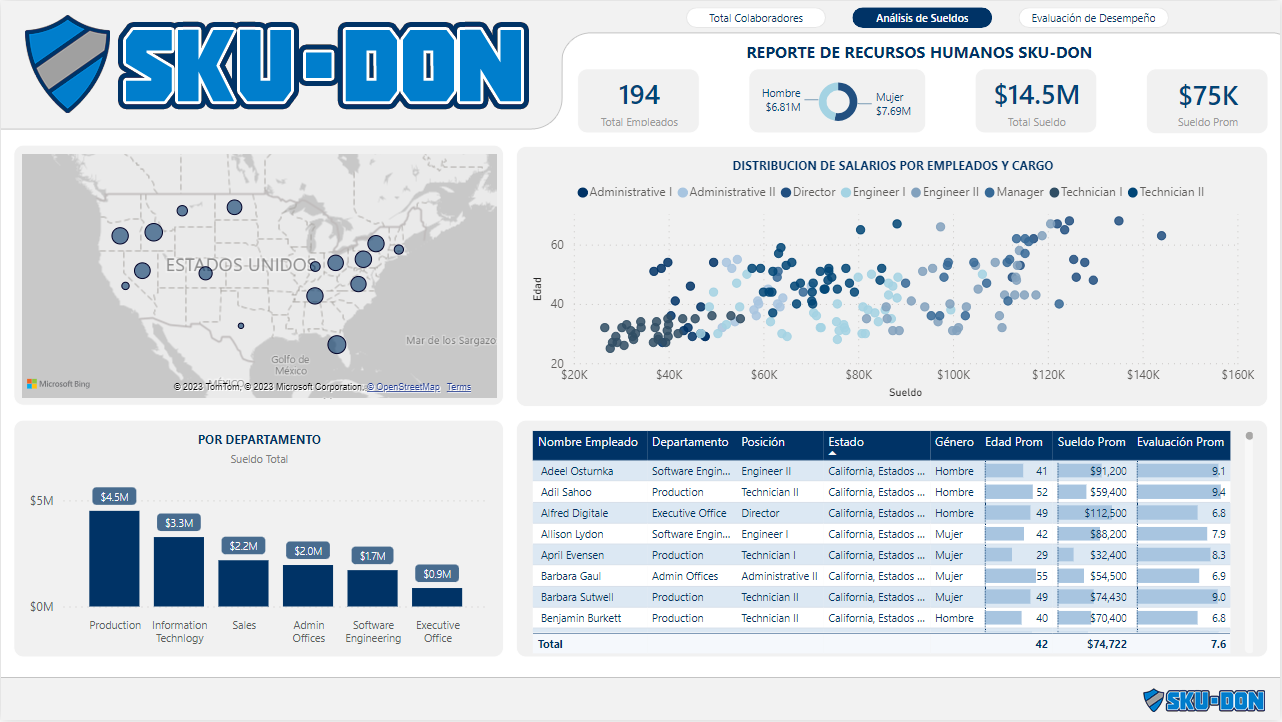 SKU-DON
Total Colaboradores
Análisis de Sueldos
Evaluación de Desempeño
REPORTE DE RECURSOS HUMANOS SKU-DON
194
Total Empleados
Hombre
$6.81M
Mujer
$7.69M
$14.5M
Total Sueldo
$75K
Sueldo Prom
ESTADOS UNIDOS
Mar de los Sargazo
Golfo de
México
MÉXICO
Microsoft Bing
© 2023 TomTom, © 2023 Microsoft Corporation, © OpenStreetMap Terms
DISTRIBUCION DE SALARIOS POR EMPLEADOS Y CARGO
Administrative I Administrative II Director Engineer I Engineer II Manager Technician I Technician II
Edad
60
40
20
$20K $40K $60K $80K $100K $120K $140K $160K
Sueldo
POR DEPARTAMENTO
Sueldo Total
$5M
$0M
$4.5M
$3.3M
$2.2M
$2.0M
$1.7M
$0.9M
Production
Information
Technlogy
Sales
Admin
Offices
Software
Engineering
Executive
Office
Nombre Empleado Departamento Posición Estado Género Edad Prom Sueldo Prom Evaluación Prom
Adeel Osturnka Software Engin... Engineer II California, Estados ... Hombre 41 $91,200 9.1
Adil Sahoo Production Technician II California, Estados ... Hombre 52 $59,400 9.4
Alfred Digitale Executive Office Director California, Estados ... Hombre 49 $112,500 6.8
Allison Lydon Software Engin... Engineer I California, Estados ... Mujer 42 $88,200 7.9
April Evensen Production Technician I California, Estados ... Mujer 29 $32,400 8.3
Barbara Gaul Admin Offices Administrative II California, Estados ... Mujer 55 $54,500 6.9
Barbara Sutwell Production Technician II California, Estados ... Mujer 49 $74,430 9.0
Benjamin Burkett Production Technician II California, Estados ... Hombre 40 $70,400 6.8
Total 42 $74,722 7.6
SKU-DON